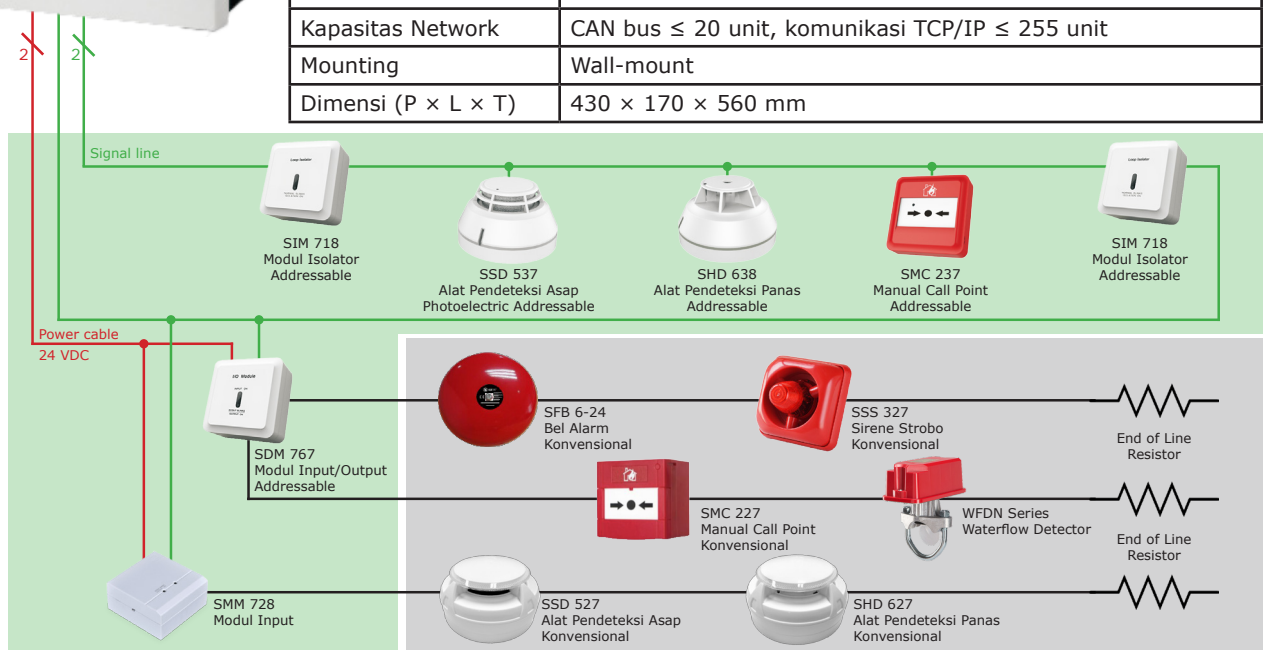 Kapasitas Network
CAN bus ≤ 20 unit, komunikasi TCP/IP ≤ 255 unit
Mounting
Wall-mount
Dimensi (P × L × T)
430 × 170 × 560 mm
2
2
Signal line
SIM 718
Modul Isolator
Addressable
SSD 537
Alat Pendeteksi Asap
Photoelectric Addressable
SHD 638
Alat Pendeteksi Panas
Addressable
SMC 237
Manual Call Point
Addressable
SIM 718
Modul Isolator
Addressable
Power cable
24 VDC
I/O Module
SDM 767
Modul Input/Output
Addressable
SFB 6-24
Bel Alarm
Konvensional
SSS 327
Sirene Strobo
Konvensional
End of Line
Resistor
SMC 227
Manual Call Point
Konvensional
WFDN Series
Waterflow Detector
End of Line
Resistor
SMM 728
Modul Input
SSD 527
Alat Pendeteksi Asap
Konvensional
SHD 627
Alat Pendeteksi Panas
Konvensional